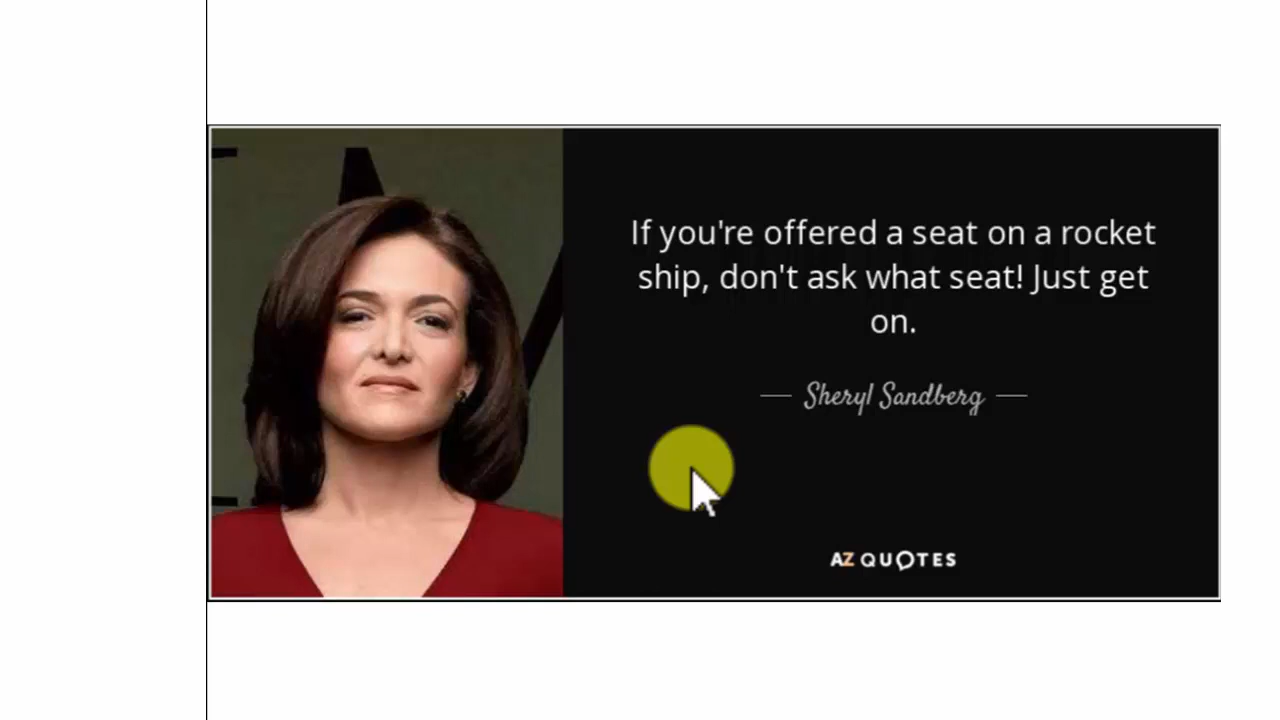 If you're offered a seat on a rocket
ship, don't ask what seat! Just get
on.
Sheryl Sandberg
AZ QUOTES